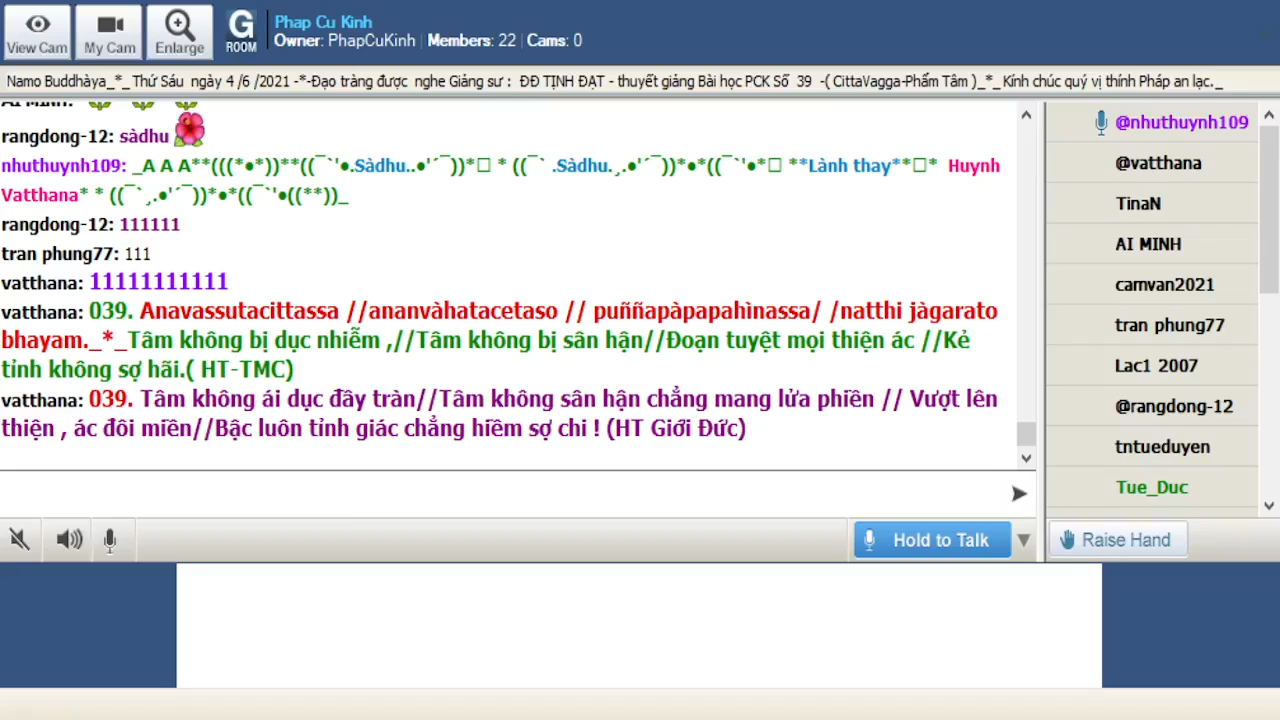 Phap Cu Kinh
Owner: PhapCuKinh | Members: 22 | Cams: 0
View Cam
My Cam
Enlarge
G ROOM
Namo Buddhàya_*_Thứ Sáu ngày 4 /6 /2021 -*-Đạo tràng được nghe Giảng sư : ĐĐ TỊNH ĐẠT - thuyết giảng Bài học PCK Số 39 -( CittaVagga-Phẩm Tâm )_*_Kính chúc quý vị thính Pháp an lạc._
AI MINH:
rangdong-12: sàdhu
nhuthuynh109: _A A A**(((*•*))**((¯`'•.Sàdhu..•'´¯))*□ * ((¯` .Sàdhu.¸.•'´¯))*•*((¯`'•*□ **Lành thay**□* Huynh
Vatthana* * ((¯`¸.•'´¯))*•*((¯`'•((**))_
rangdong-12: 111111
tran phung77: 111
vatthana: 11111111111
vatthana: 039. Anavassutacittassa //ananvàhatacetaso // puññapàpapahìnassa/ /natthi jàgarato
bhayam._*_Tâm không bị dục nhiễm ,//Tâm không bị sân hận//Đoạn tuyệt mọi thiện ác //Kẻ
tỉnh không sợ hãi.( HT-TMC)
vatthana: 039. Tâm không ái dục đầy tràn//Tâm không sân hận chẳng mang lửa phiền // Vượt lên
thiện , ác đôi miền//Bậc luôn tỉnh giác chẳng hiềm sợ chi ! (HT Giới Đức)
@nhuthuynh109
@vatthana
TinaN
AI MINH
camvan2021
tran phung77
Lac1 2007
@rangdong-12
tntueduyen
Tue_Duc
Hold to Talk
Raise Hand